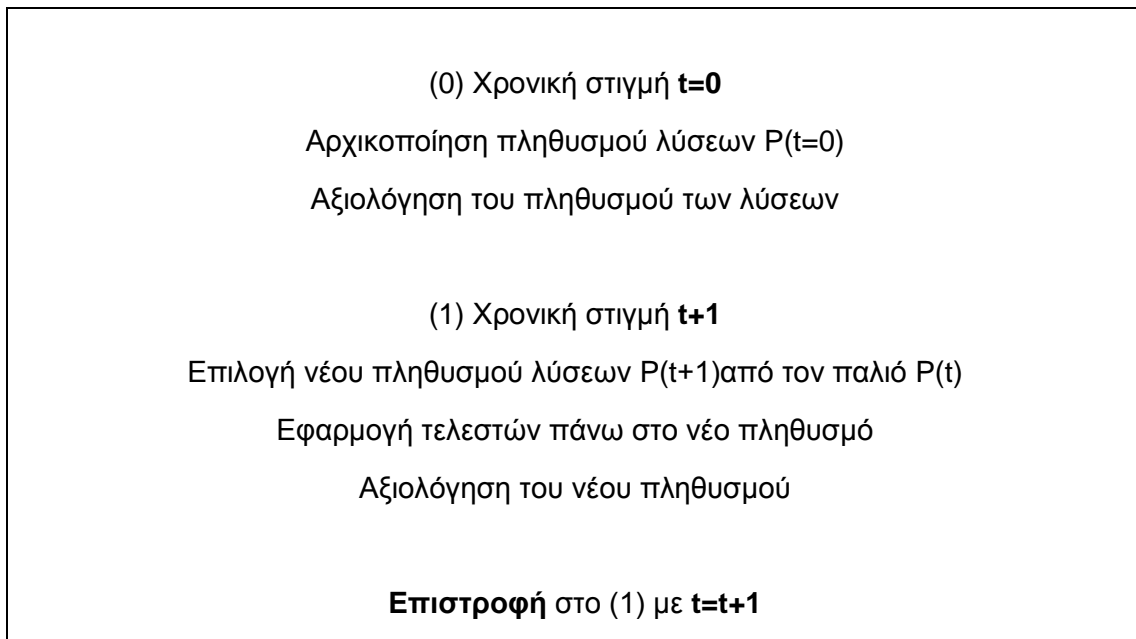 (0) Χρονική στιγμή t=0
Αρχικοποίηση πληθυσμού λύσεων P(t=0)
Αξιολόγηση του πληθυσμού των λύσεων
(1) Χρονική στιγμή t+1
Επιλογή νέου πληθυσμού λύσεων P(t+1)από τον παλιό P(t)
Εφαρμογή τελεστών πάνω στο νέο πληθυσμό
Αξιολόγηση του νέου πληθυσμού
Επιστροφή στο (1) με t=t+1